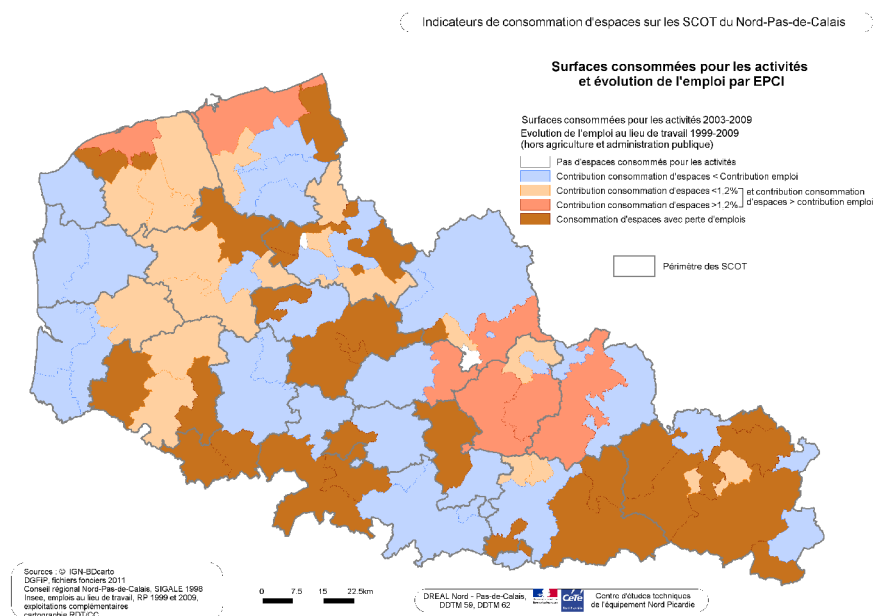 Indicateurs de consommation d'espaces sur les SCOT du Nord-Pas-de-Calais
Surfaces consommées pour les activités
et évolution de l'emploi par EPCI
Surfaces consommées pour les activités 2003-2009
Evolution de l'emploi au lieu de travail 1999-2009
(hors agriculture et administration publique)
Pas d'espaces consommés pour les activités
Contribution consommation d'espaces < Contribution emploi
Contribution consommation d'espaces <1.2%
et contribution consommation
Contribution consommation d'espaces >1.2%
d'espaces > contribution emploi
Consommation d'espaces avec perte d'emplois
Périmètre des SCOT
Sources : © IGN-BDcarto
DGFiP, fichiers fonciers 2011
Conseil régional Nord-Pas-de-Calais, SIGALE 1998
Insee, emplois au lieu de travail, RP 1999 et 2009,
exploitations complémentaires
cartographie RDT/CC
0 7.5 15 22.5km
DREAL Nord - Pas-de-Calais,
DDTM 59, DDTM 62
CeTe
Centre d'études techniques
de l'équipement Nord Picardie